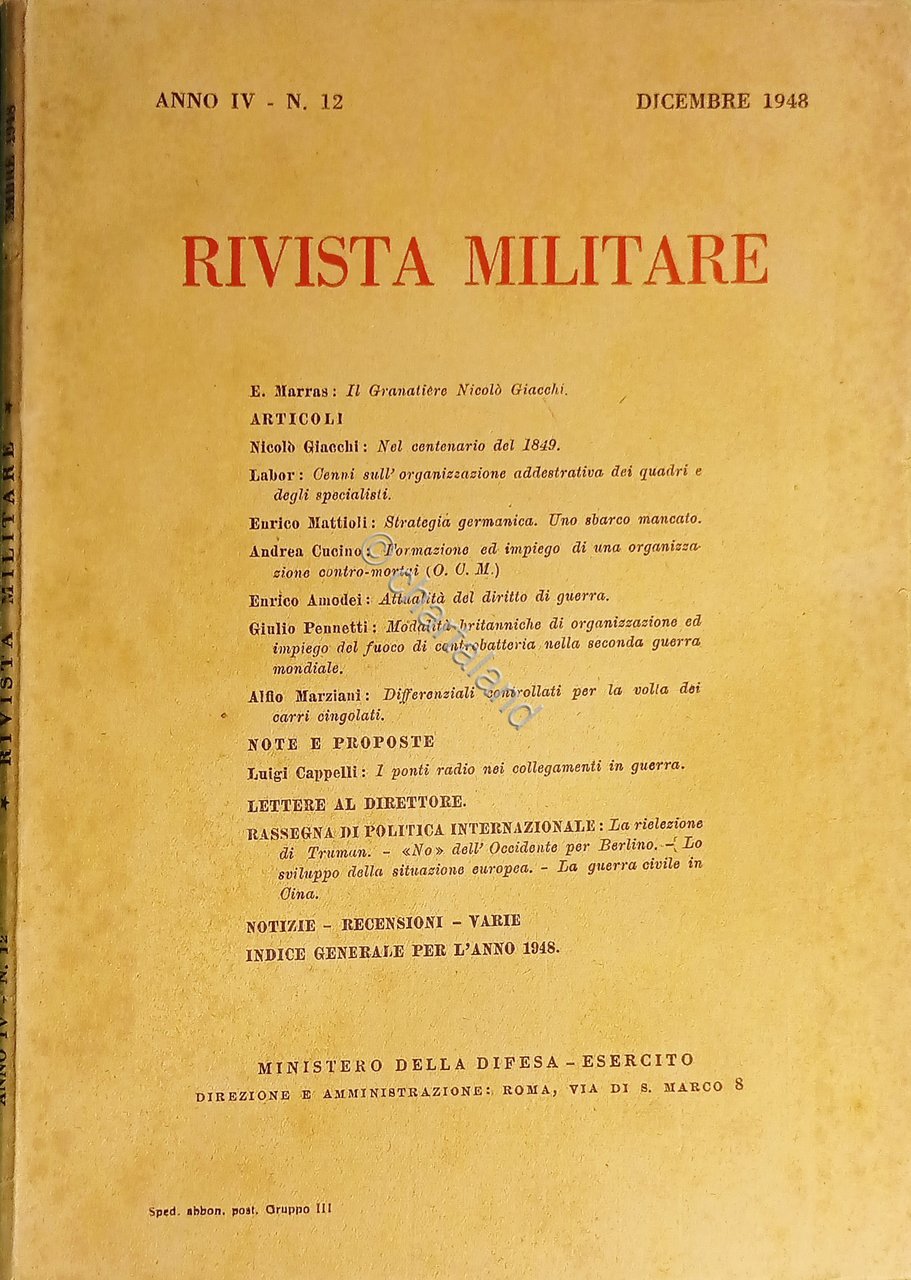 ANNO IV - N. 12
DICEMBRE 1948
RIVISTA MILITARE
E. Marras: Il Granatiere Nicolò Giacchi.
ARTICOLI
Nicolò Giacchi: Nel centenario del 1849.
Labor: Cenni sull'organizzazione addestrativa dei quadri e
degli specialisti.
Enrico Mattioli: Strategia germanica. Uno sbarco mancato.
Andrea Cucino: Formazione ed impiego di una organizza-
zione contro-mortai (O. C. M.)
Enrico Amodei: Attualità del diritto di guerra.
Giulio Pennetti: Modalità britanniche di organizzazione ed
impiego del fuoco di controbatteria nella seconda guerra
mondiale.
Alfio Marziani: Differenziali controllati per la volta dei
carri cingolati.
NOTE E PROPOSTE
Luigi Cappelli: I ponti radio nei collegamenti in guerra.
LETTERE AL DIRETTORE.
RASSEGNA DI POLITICA INTERNAZIONALE: La rielezione
di Truman. - «No» dell'Occidente per Berlino. - Lo
sviluppo della situazione europea. - La guerra civile in
Cina.
NOTIZIE - RECENSIONI - VARIE
INDICE GENERALE PER L'ANNO 1948.
MINISTERO DELLA DIFESA - ESERCITO
DIREZIONE E AMMINISTRAZIONE: ROMA, VIA DI S. MARCO 8
Sped. abbon. post. Gruppo III
ANNO IV - N. 12 ★ RIVISTA MILITARE ★ 1948
© chartaland